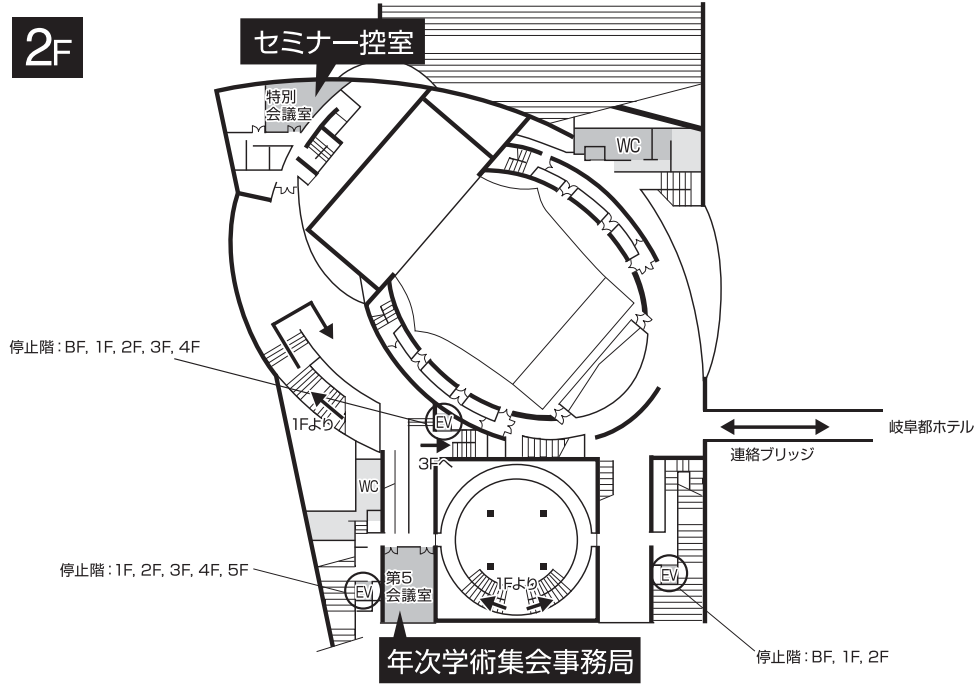 2F
セミナー控室
特別
会議室
WC
停止階：BF, 1F, 2F, 3F, 4F
1Fより
EV
3Fへ
岐阜都ホテル
連絡ブリッジ
WC
停止階：1F, 2F, 3F, 4F, 5F
EV
第5
会議室
1Fより
EV
年次学術集会事務局
停止階：BF, 1F, 2F